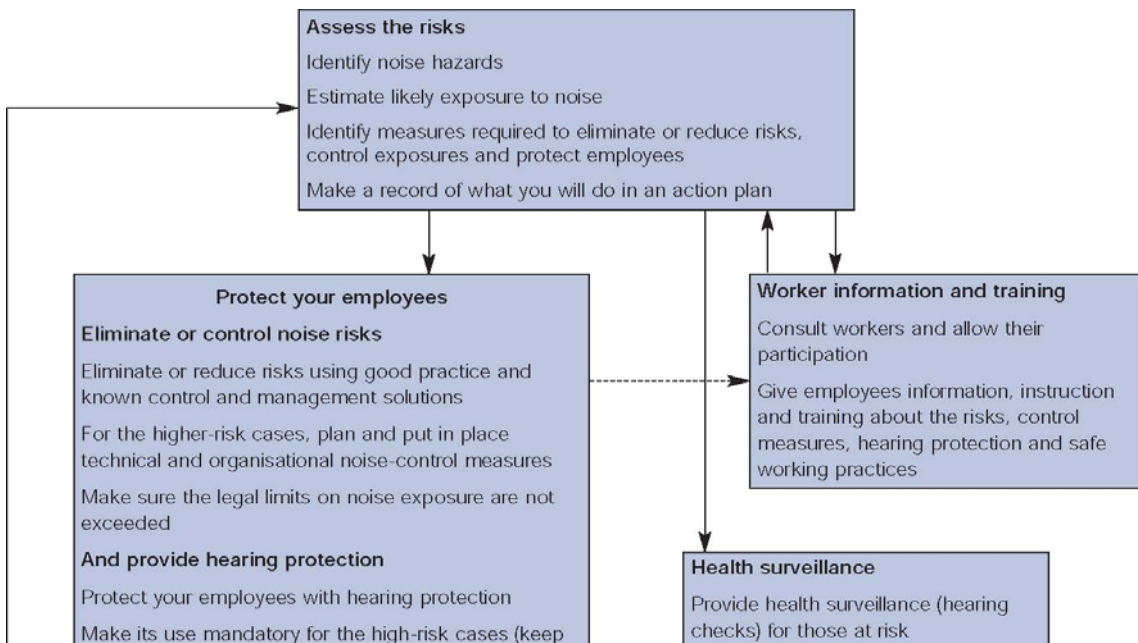 Assess the risks
Identify noise hazards
Estimate likely exposure to noise
Identify measures required to eliminate or reduce risks,
control exposures and protect employees
Make a record of what you will do in an action plan
Protect your employees
Eliminate or control noise risks
Eliminate or reduce risks using good practice and
known control and management solutions
For the higher-risk cases, plan and put in place
technical and organisational noise-control measures
Make sure the legal limits on noise exposure are not
exceeded
And provide hearing protection
Protect your employees with hearing protection
Make its use mandatory for the high-risk cases (keep
Worker information and training
Consult workers and allow their
participation
Give employees information, instruction
and training about the risks, control
measures, hearing protection and safe
working practices
Health surveillance
Provide health surveillance (hearing
checks) for those at risk